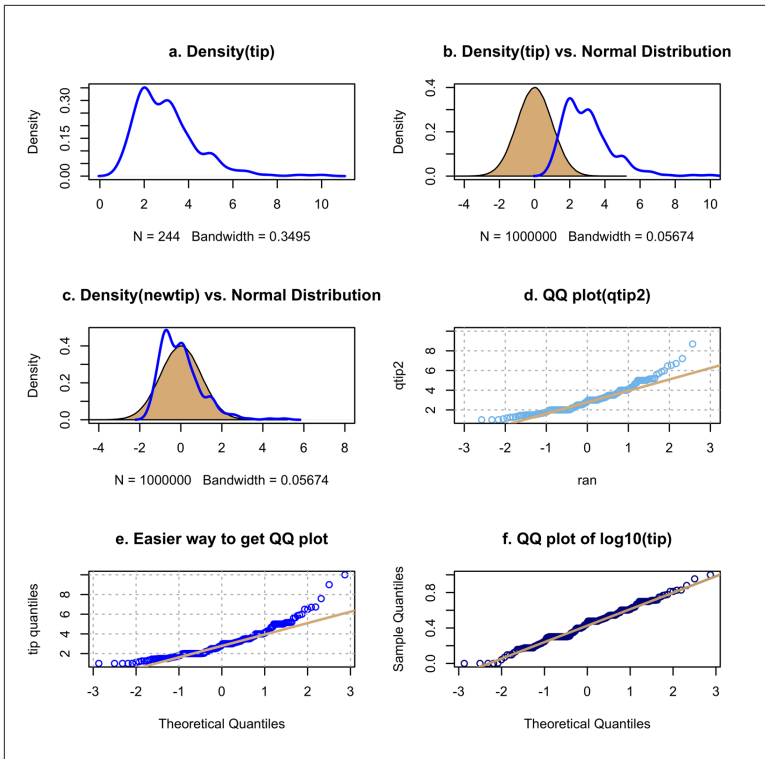 a. Density(tip)
Density
0.00 0.15 0.30
0 2 4 6 8 10
N = 244 Bandwidth = 0.3495
b. Density(tip) vs. Normal Distribution
Density
0.0 0.2 0.4
-4 -2 0 2 4 6 8 10
N = 1000000 Bandwidth = 0.05674
c. Density(newtip) vs. Normal Distribution
Density
0.0 0.2 0.4
-4 -2 0 2 4 6 8
N = 1000000 Bandwidth = 0.05674
d. QQ plot(qtip2)
qtip2
2 4 6 8
-3 -2 -1 0 1 2 3
ran
e. Easier way to get QQ plot
tip quantiles
2 4 6 8
-3 -2 -1 0 1 2 3
Theoretical Quantiles
f. QQ plot of log10(tip)
Sample Quantiles
0.0 0.4 0.8
-3 -2 -1 0 1 2 3
Theoretical Quantiles